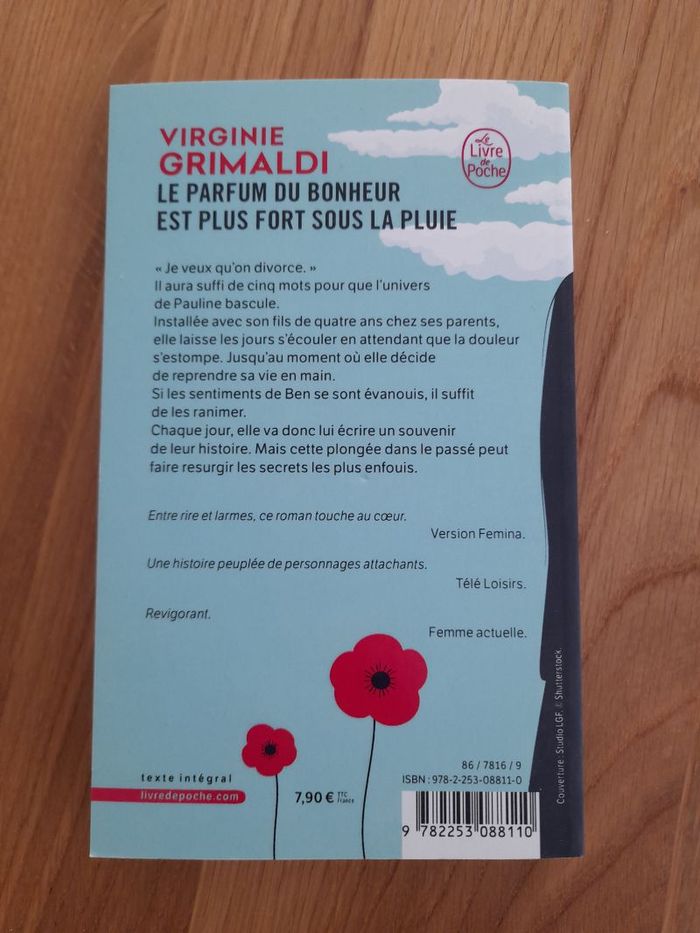 VIRGINIE
GRIMALDI
Le
Livre
de
Poche
LE PARFUM DU BONHEUR
EST PLUS FORT SOUS LA PLUIE
« Je veux qu'on divorce. »
Il aura suffi de cinq mots pour que l'univers
de Pauline bascule.
Installée avec son fils de quatre ans chez ses parents,
elle laisse les jours s'écouler en attendant que la douleur
s'estompe. Jusqu'au moment où elle décide
de reprendre sa vie en main.
Si les sentiments de Ben se sont évanouis, il suffit
de les ranimer.
Chaque jour, elle va donc lui écrire un souvenir
de leur histoire. Mais cette plongée dans le passé peut
faire resurgir les secrets les plus enfouis.
Entre rire et larmes, ce roman touche au cœur.
Version Femina.
Une histoire peuplée de personnages attachants.
Télé Loisirs.
Revigorant.
Femme actuelle.
Couverture : Studio LGF. © Shutterstock.
86 / 7816 / 9
ISBN : 978-2-253-08811-0
texte intégral
livredepoche.com
7,90 € TTC
France
9 782253 088110